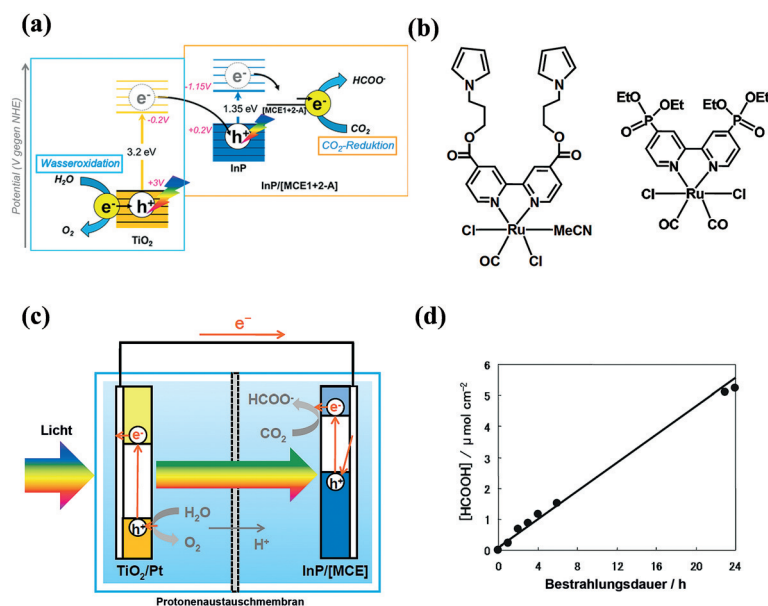 (a)
Potential (V gegen NHE)
e-
-0.2V
3.2 eV
Wasseroxidation
H2O
e-
h+
+3V
O2
TiO2
e-
-1.15V
1.35 eV
[MCE1+2-A]
+0.2V
h+
InP
e-
HCOO-
CO2
CO2-Reduktion
InP/[MCE1+2-A]
(b)
N
N
O
O
O
O
N
N
Cl
Ru
MeCN
OC
Cl
EtO
OEt
P
O
EtO
OEt
P
O
N
N
Cl
Ru
Cl
CO
CO
(c)
e−
Licht
e-
h+
H2O
O2
H+
HCOO-
CO2
e-
h+
TiO2/Pt
InP/[MCE]
Protonenaustauschmembran
(d)
[HCOOH] / μmol cm−2
6
5
4
3
2
1
0
0 4 8 12 16 20 24
Bestrahlungsdauer / h